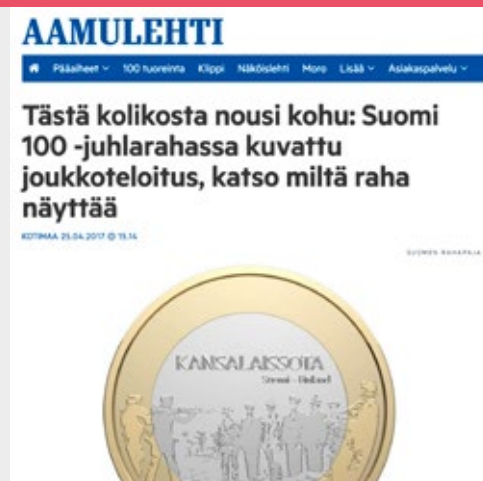 AAMULEHTI
Pääaiheet 100 tuoreinta Klippi Näköislehti Moro Lisää Asiakaspalvelu
Tästä kolikosta nousi kohu: Suomi
100 -juhlarahassa kuvattu
joukkoteloitus, katso miltä raha
näyttää
KOTIMAA 25.04.2017 15.14
SUOMEN RAHAPAJA
KANSALAISSOTA
Suomi - Finland